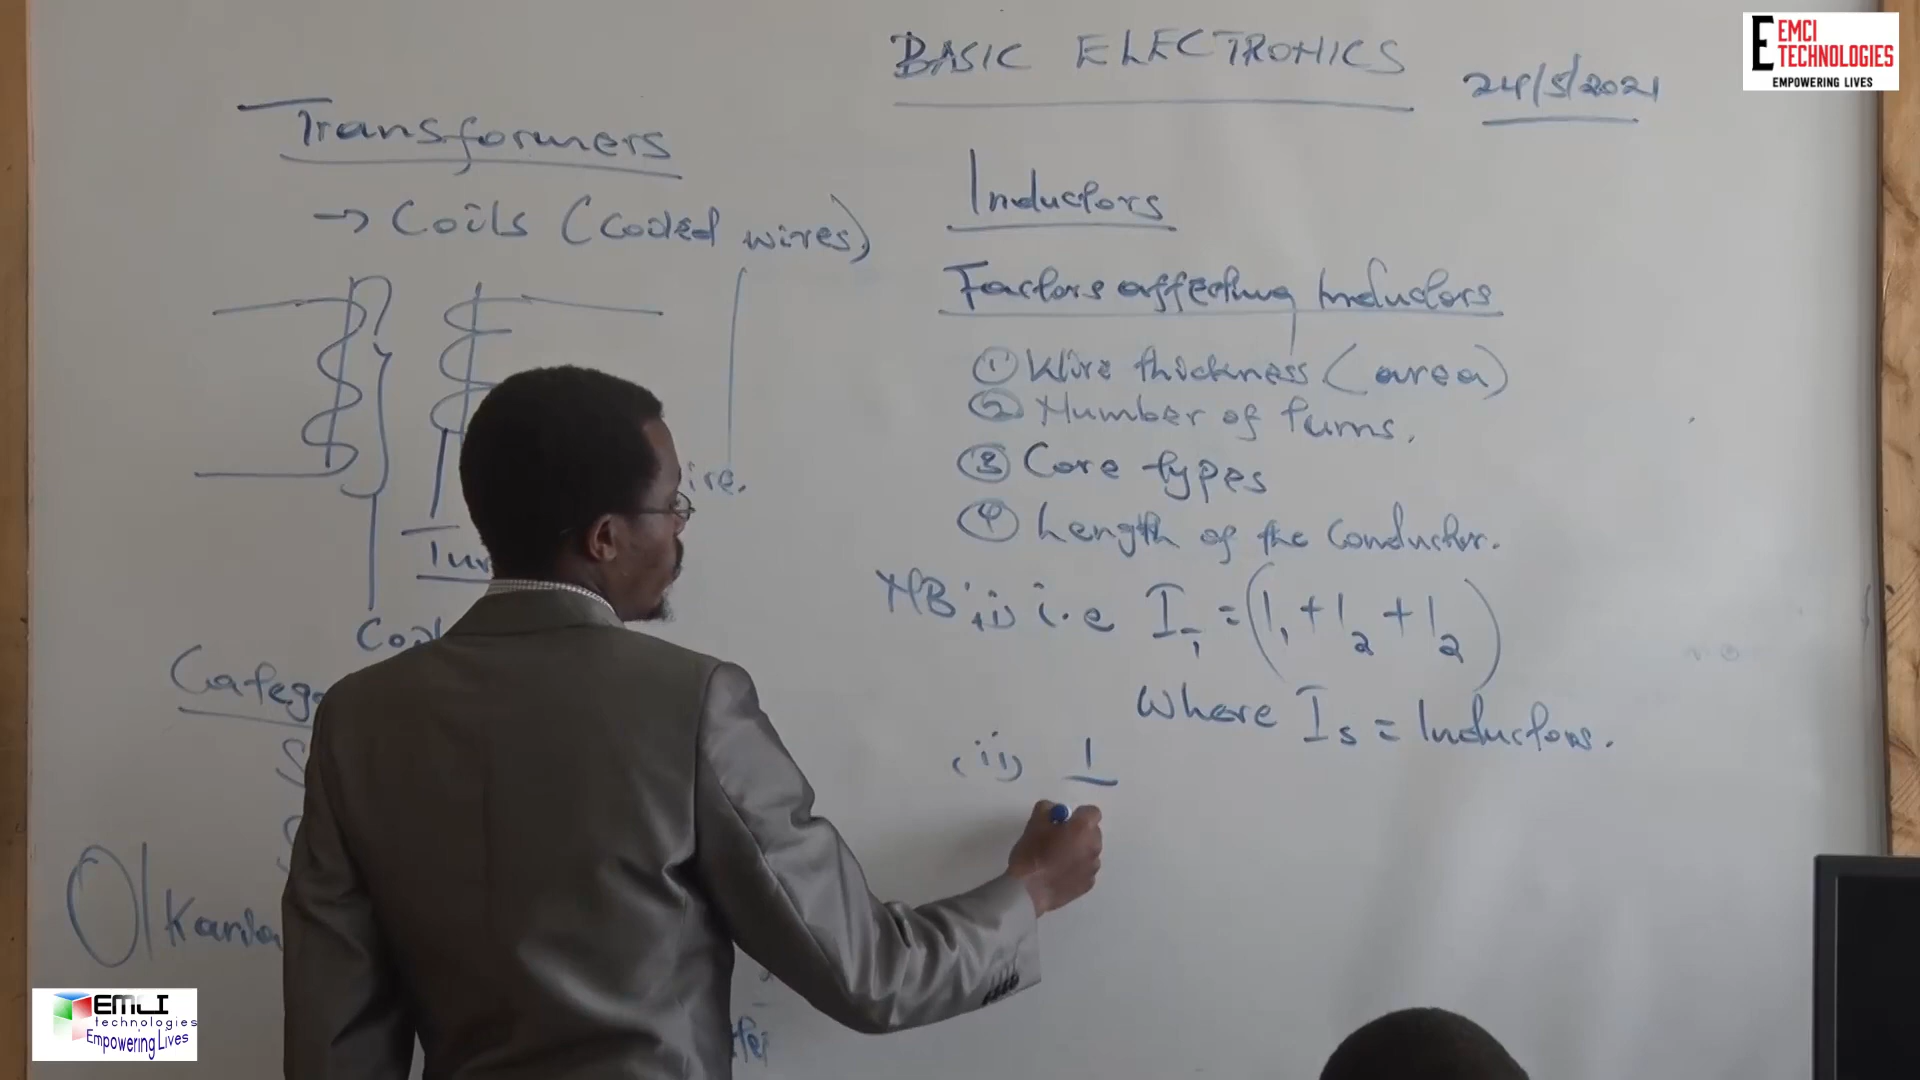 BASIC ELECTRONICS
24/5/2021
E EMCI
TECHNOLOGIES
EMPOWERING LIVES
Transformers
→ Coils (Coiled wires)
Inductors
Factors affecting Inductors
① Wire thickness (area)
② Number of turns.
③ Core types
④ Length of the Conductor.
NB i.e I = (I₁ + I₂ + I₂)
Where Is = Inductors.
(ii) 1
EMCI
technologies
Empowering Lives